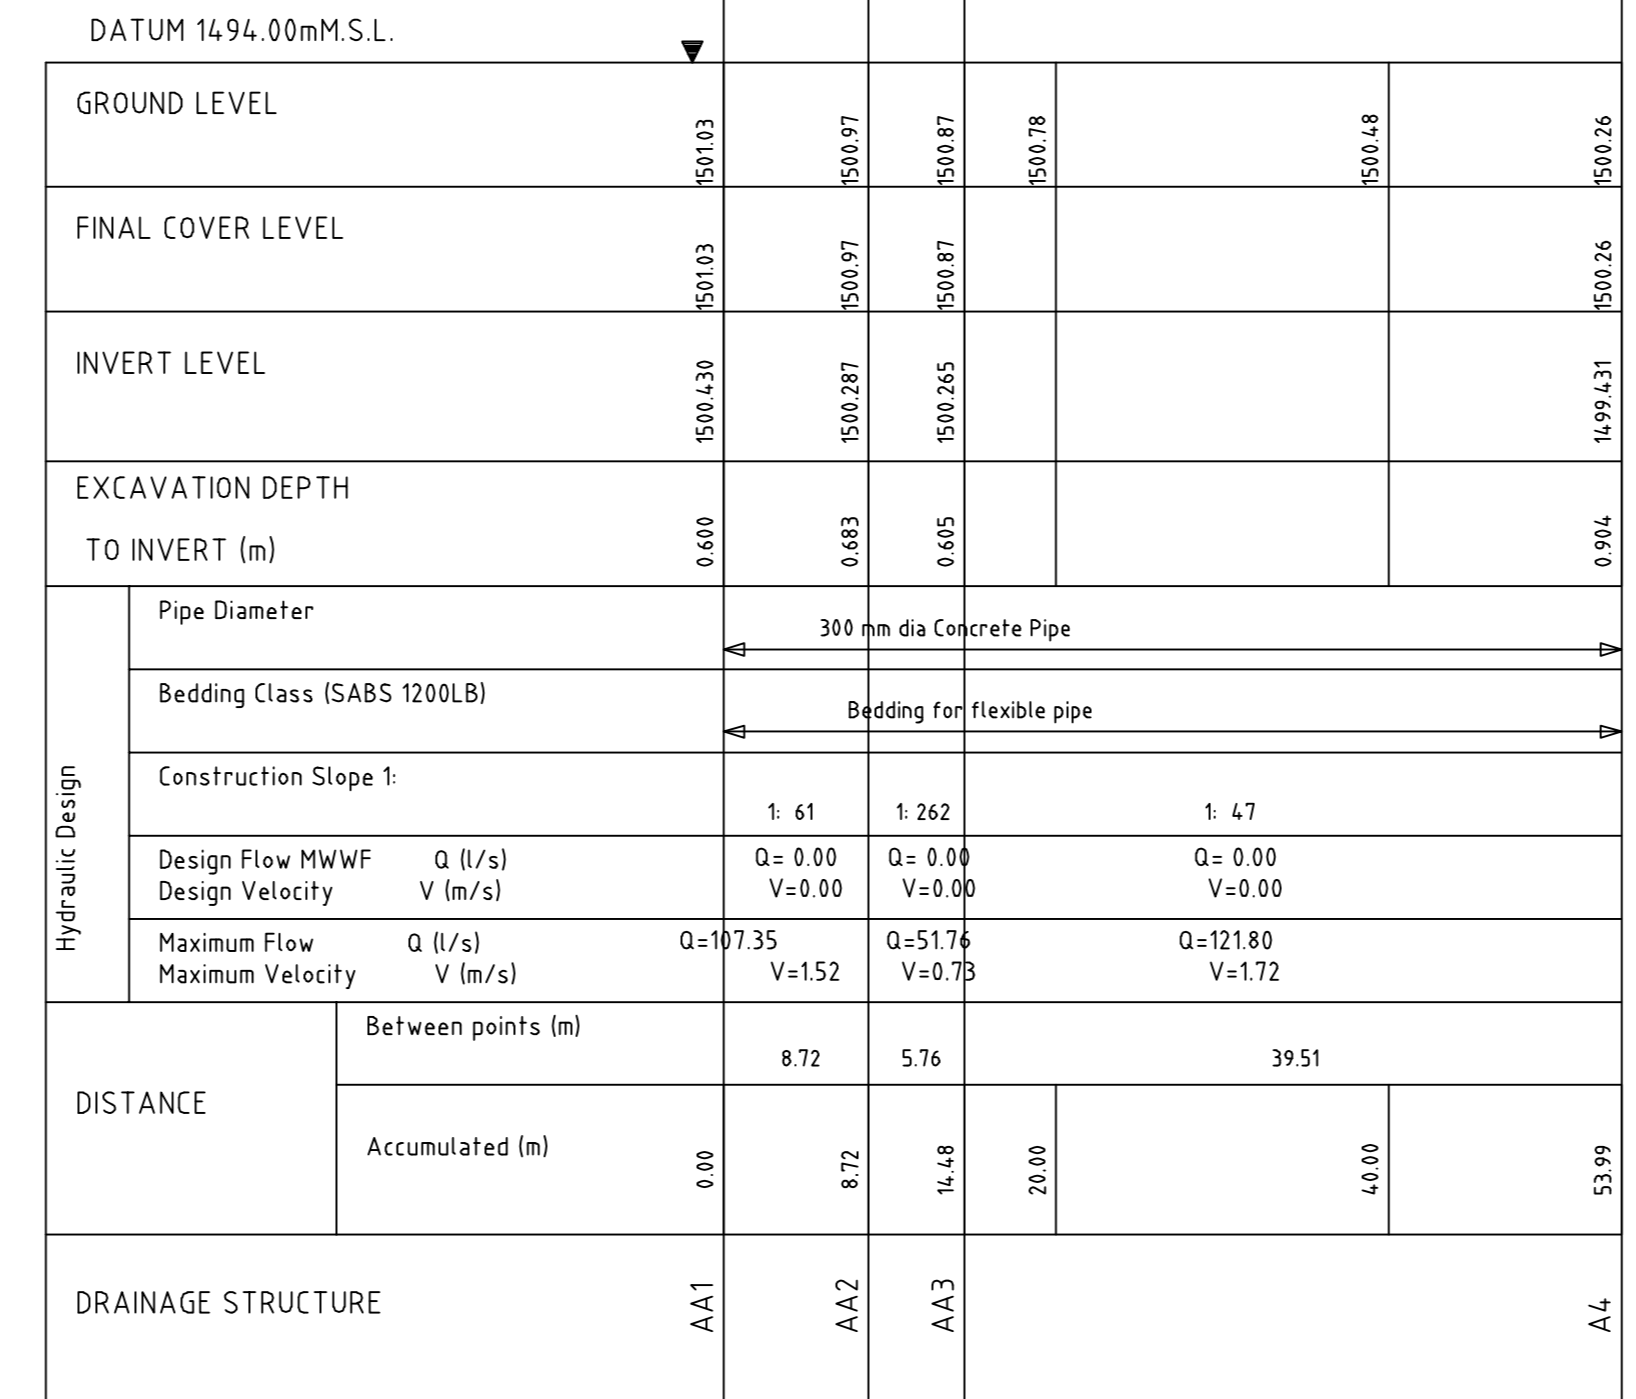 DATUM 1494.00mM.S.L.
GROUND LEVEL
1501.03
1500.97
1500.87
1500.78
1500.48
1500.26
FINAL COVER LEVEL
1501.03
1500.97
1500.87
1500.26
INVERT LEVEL
1500.430
1500.287
1500.265
1499.431
EXCAVATION DEPTH
TO INVERT (m)
0.600
0.683
0.605
0.904
Hydraulic Design
Pipe Diameter
300 mm dia Concrete Pipe
Bedding Class (SABS 1200LB)
Bedding for flexible pipe
Construction Slope 1:
1: 61
1: 262
1: 47
Design Flow MWWF Q (l/s)
Q= 0.00
Q= 0.00
Q= 0.00
Design Velocity V (m/s)
V=0.00
V=0.00
V=0.00
Maximum Flow Q (l/s)
Q=107.35
Q=51.76
Q=121.80
Maximum Velocity V (m/s)
V=1.52
V=0.73
V=1.72
DISTANCE
Between points (m)
8.72
5.76
39.51
Accumulated (m)
0.00
8.72
14.48
20.00
40.00
53.99
DRAINAGE STRUCTURE
AA1
AA2
AA3
A4